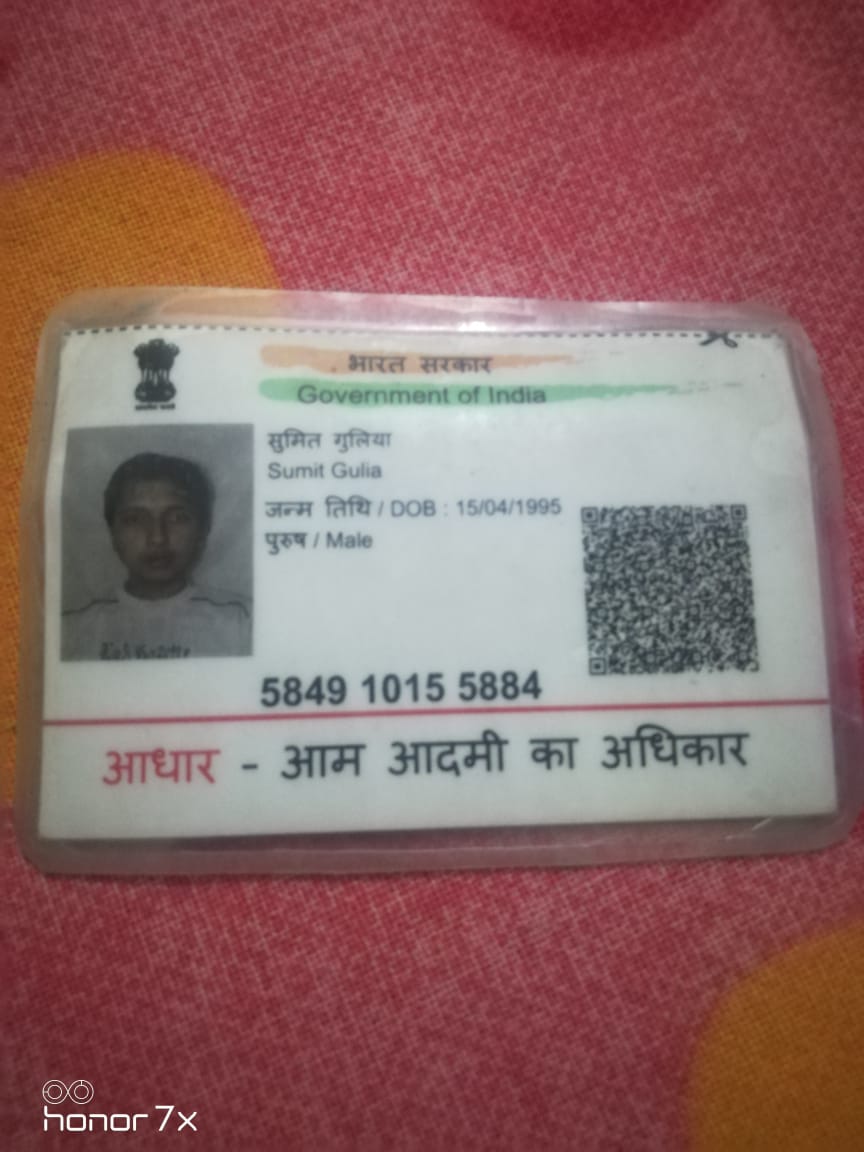 भारत सरकार
Government of India
सुमित गुलिया
Sumit Gulia
जन्म तिथि / DOB : 15/04/1995
पुरुष / Male
5849 1015 5884
आधार - आम आदमी का अधिकार
honor 7x